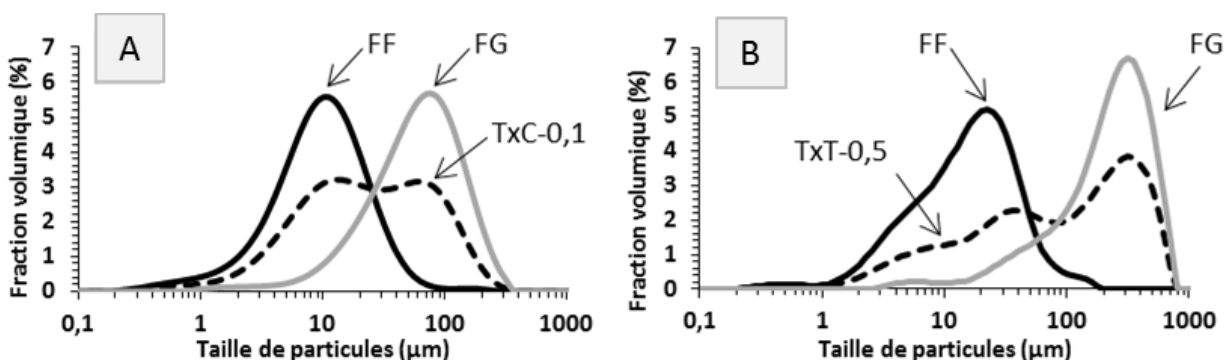 A
FF
FG
TxC-0,1
Fraction volumique (%)
7
6
5
4
3
2
1
0
0,1
1
10
100
1000
Taille de particules (µm)
B
FF
FG
TxT-0,5
Fraction volumique (%)
7
6
5
4
3
2
1
0
0,1
1
10
100
1000
Taille de particules (µm)